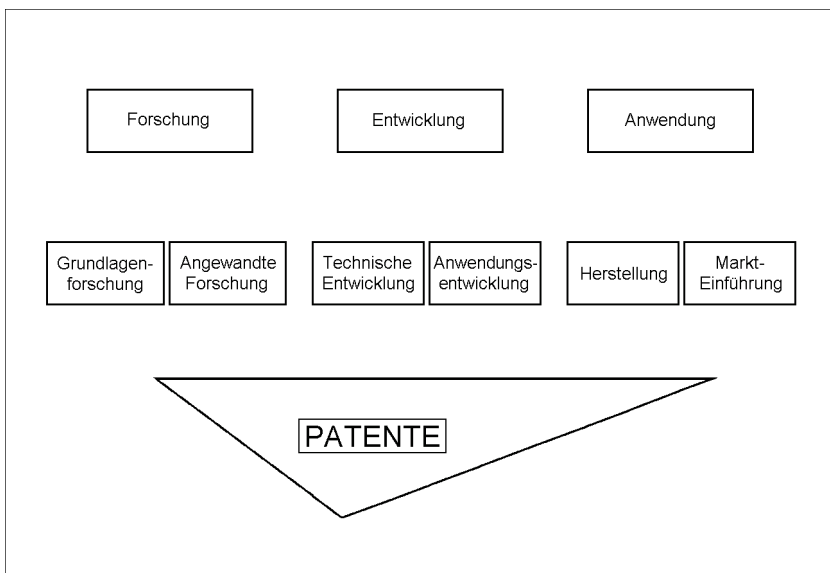 Forschung
Entwicklung
Anwendung
Grundlagen-
forschung
Angewandte
Forschung
Technische
Entwicklung
Anwendungs-
entwicklung
Herstellung
Markt-
Einführung
PATENTE